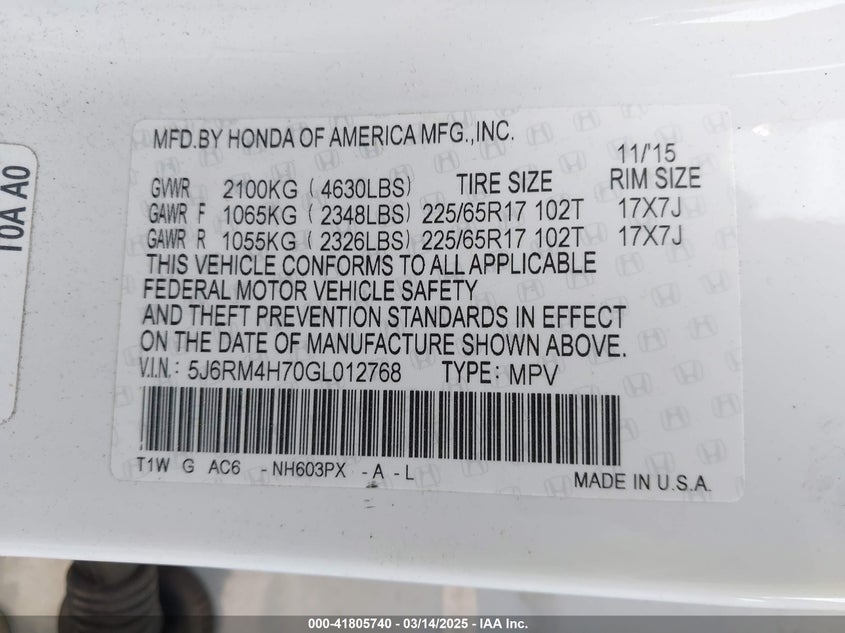 MFD.BY HONDA OF AMERICA MFG.,INC.
11/'15
GVWR 2100KG ( 4630LBS) TIRE SIZE RIM SIZE
GAWR F 1065KG ( 2348LBS) 225/65R17 102T 17X7J
GAWR R 1055KG ( 2326LBS) 225/65R17 102T 17X7J
THIS VEHICLE CONFORMS TO ALL APPLICABLE
FEDERAL MOTOR VEHICLE SAFETY
AND THEFT PREVENTION STANDARDS IN EFFECT
ON THE DATE OF MANUFACTURE SHOWN ABOVE.
V.I.N.: 5J6RM4H70GL012768 TYPE: MPV
T1W G AC6 -NH603PX -A -L
MADE IN U.S.A.
T0A A0
000-41805740 - 03/14/2025 - IAA Inc.